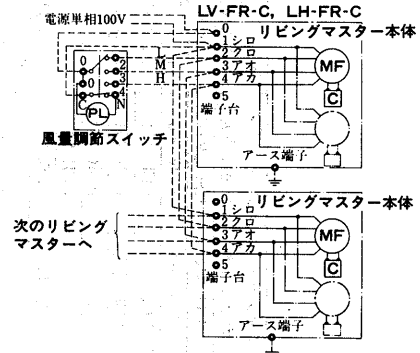 LV-FR-C, LH-FR-C
電源単相100V
リビングマスター本体
0
1 シロ
2 クロ
3 アオ
4 アカ
5
端子台
MF
C
アース端子
L
M
H
0
2
3
4
C
N
PL
風量調節スイッチ
リビングマスター本体
0
1 シロ
2 クロ
3 アオ
4 アカ
5
端子台
MF
C
アース端子
次のリビング
マスターへ